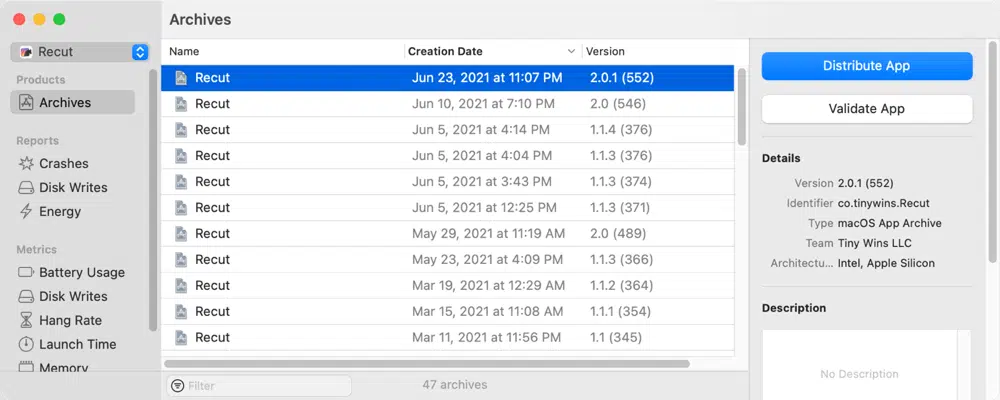 Archives
Recut
Products
Archives
Reports
Crashes
Disk Writes
Energy
Metrics
Battery Usage
Disk Writes
Hang Rate
Launch Time
Memory
Name Creation Date Version
Recut Jun 23, 2021 at 11:07 PM 2.0.1 (552)
Recut Jun 10, 2021 at 7:10 PM 2.0 (546)
Recut Jun 5, 2021 at 4:14 PM 1.1.4 (376)
Recut Jun 5, 2021 at 4:04 PM 1.1.3 (376)
Recut Jun 5, 2021 at 3:43 PM 1.1.3 (374)
Recut Jun 5, 2021 at 12:25 PM 1.1.3 (371)
Recut May 29, 2021 at 11:19 AM 2.0 (489)
Recut May 23, 2021 at 4:09 PM 1.1.3 (366)
Recut Mar 19, 2021 at 12:29 AM 1.1.2 (364)
Recut Mar 15, 2021 at 11:08 AM 1.1.1 (354)
Recut Mar 11, 2021 at 11:56 PM 1.1 (345)
Filter 47 archives
Distribute App
Validate App
Details
Version 2.0.1 (552)
Identifier co.tinywins.Recut
Type macOS App Archive
Team Tiny Wins LLC
Architectu... Intel, Apple Silicon
Description
No Description